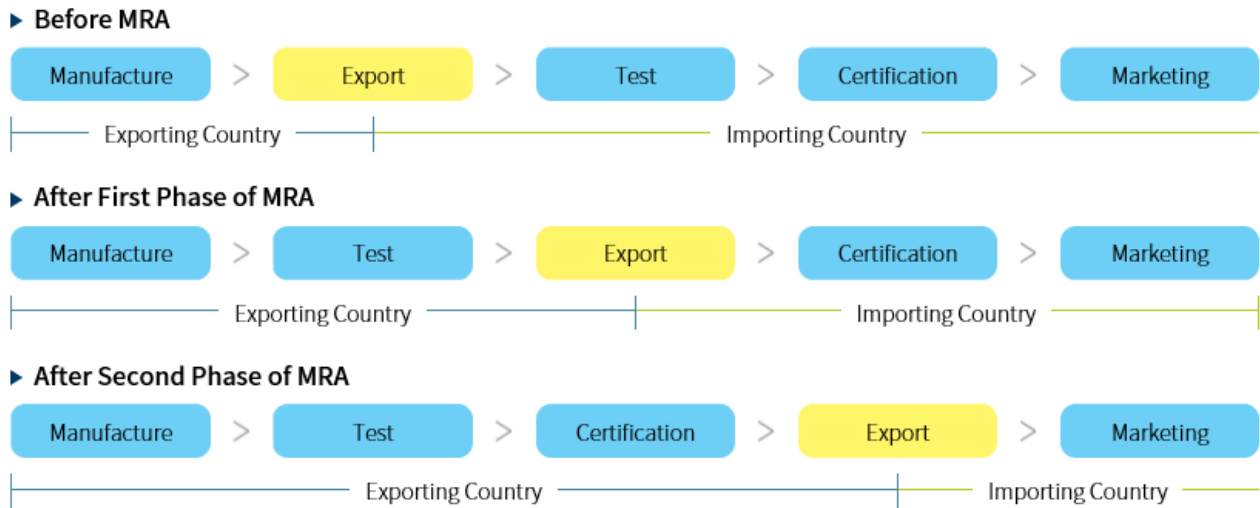 Before MRA
Manufacture > Export > Test > Certification > Marketing
Exporting Country Importing Country
After First Phase of MRA
Manufacture > Test > Export > Certification > Marketing
Exporting Country Importing Country
After Second Phase of MRA
Manufacture > Test > Certification > Export > Marketing
Exporting Country Importing Country